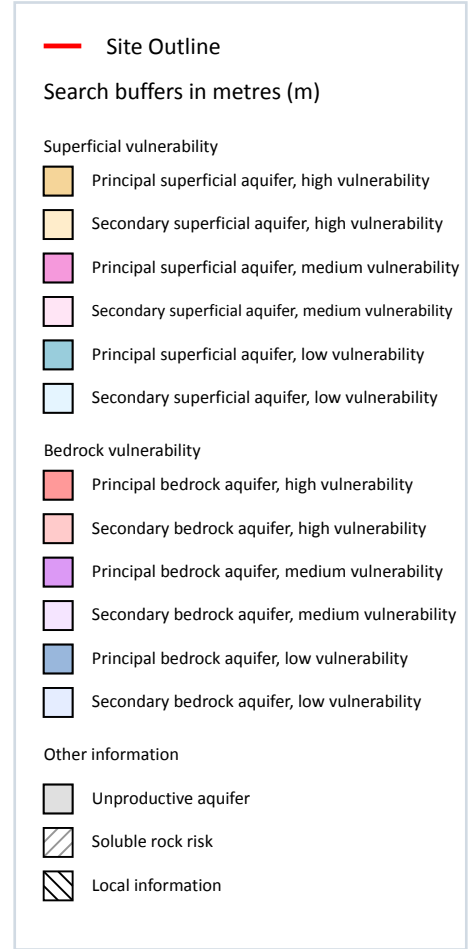 Site Outline
Search buffers in metres (m)
Superficial vulnerability
Principal superficial aquifer, high vulnerability
Secondary superficial aquifer, high vulnerability
Principal superficial aquifer, medium vulnerability
Secondary superficial aquifer, medium vulnerability
Principal superficial aquifer, low vulnerability
Secondary superficial aquifer, low vulnerability
Bedrock vulnerability
Principal bedrock aquifer, high vulnerability
Secondary bedrock aquifer, high vulnerability
Principal bedrock aquifer, medium vulnerability
Secondary bedrock aquifer, medium vulnerability
Principal bedrock aquifer, low vulnerability
Secondary bedrock aquifer, low vulnerability
Other information
Unproductive aquifer
Soluble rock risk
Local information